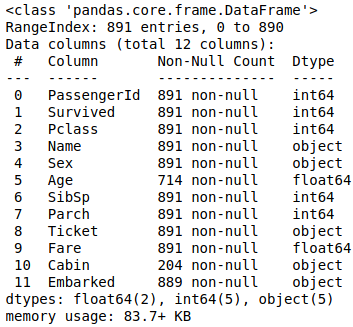 <class 'pandas.core.frame.DataFrame'>
RangeIndex: 891 entries, 0 to 890
Data columns (total 12 columns):
 #   Column       Non-Null Count  Dtype
---  ------       --------------  -----
 0   PassengerId  891 non-null    int64
 1   Survived     891 non-null    int64
 2   Pclass       891 non-null    int64
 3   Name         891 non-null    object
 4   Sex          891 non-null    object
 5   Age          714 non-null    float64
 6   SibSp        891 non-null    int64
 7   Parch        891 non-null    int64
 8   Ticket       891 non-null    object
 9   Fare         891 non-null    float64
 10  Cabin        204 non-null    object
 11  Embarked     889 non-null    object
dtypes: float64(2), int64(5), object(5)
memory usage: 83.7+ KB